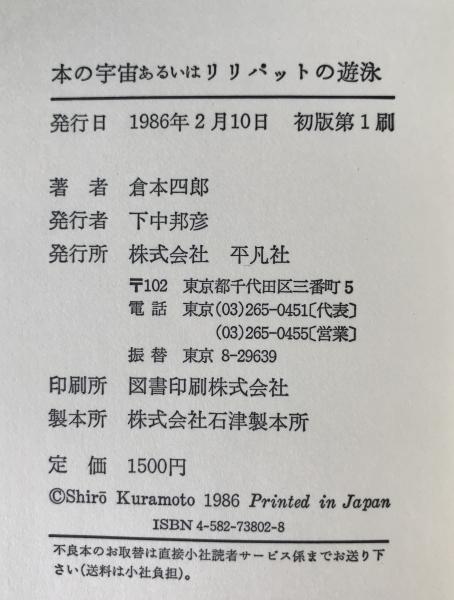 本の宇宙あるいはリリパットの遊泳
発行日 1986年2月10日 初版第1刷
著者 倉本四郎
発行者 下中邦彦
発行所 株式会社 平凡社
〒102 東京都千代田区三番町5
電話 東京(03)265-0451〔代表〕
(03)265-0455〔営業〕
振替 東京 8-29639
印刷所 図書印刷株式会社
製本所 株式会社石津製本所
定価 1500円
©Shirō Kuramoto 1986 Printed in Japan
ISBN 4-582-73802-8
不良本のお取替は直接小社読者サービス係までお送り下
さい(送料は小社負担)。